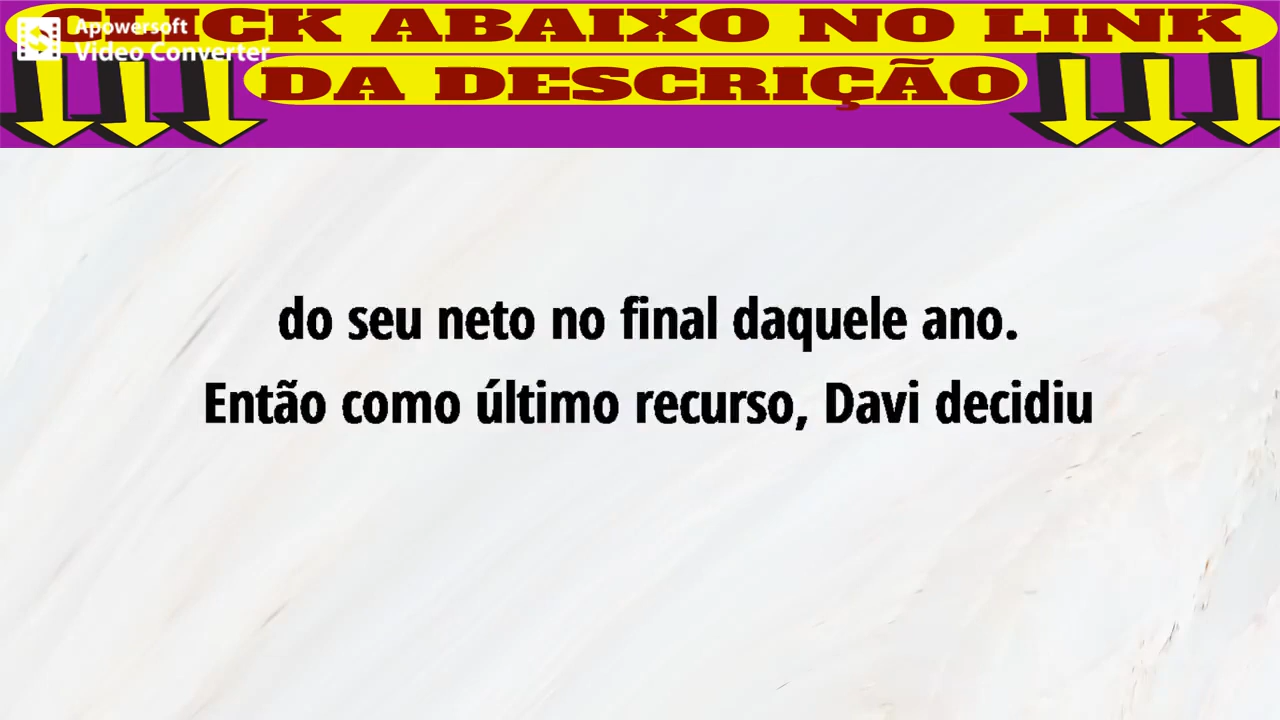 CLICK ABAIXO NO LINK
DA DESCRIÇÃO
Apowersoft
Video Converter
do seu neto no final daquele ano.
Então como último recurso, Davi decidiu